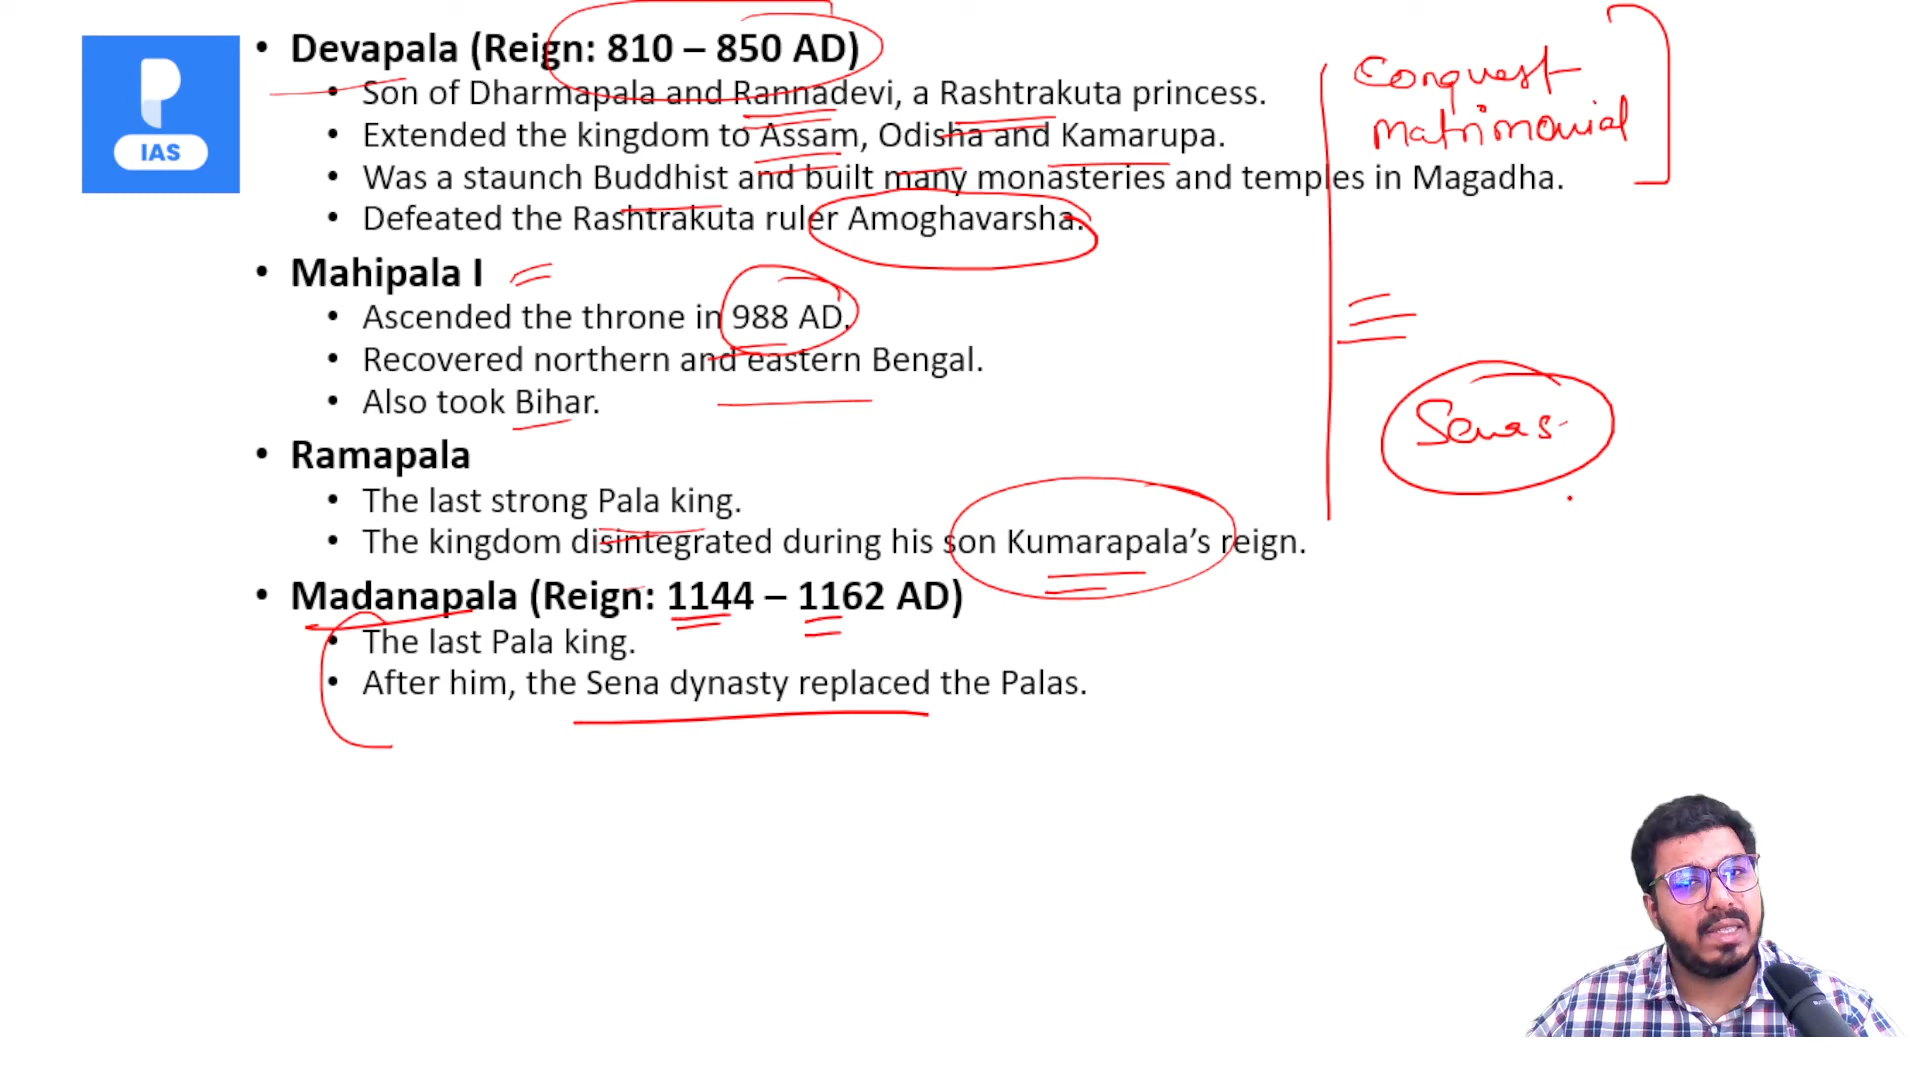 IAS
• Devapala (Reign: 810 – 850 AD)
• Son of Dharmapala and Rannadevi, a Rashtrakuta princess.
• Extended the kingdom to Assam, Odisha and Kamarupa.
• Was a staunch Buddhist and built many monasteries and temples in Magadha.
• Defeated the Rashtrakuta ruler Amoghavarsha.
• Mahipala I
• Ascended the throne in 988 AD.
• Recovered northern and eastern Bengal.
• Also took Bihar.
• Ramapala
• The last strong Pala king.
• The kingdom disintegrated during his son Kumarapala’s reign.
• Madanapala (Reign: 1144 – 1162 AD)
• The last Pala king.
• After him, the Sena dynasty replaced the Palas.
Conquest
Matrimonial
Senas